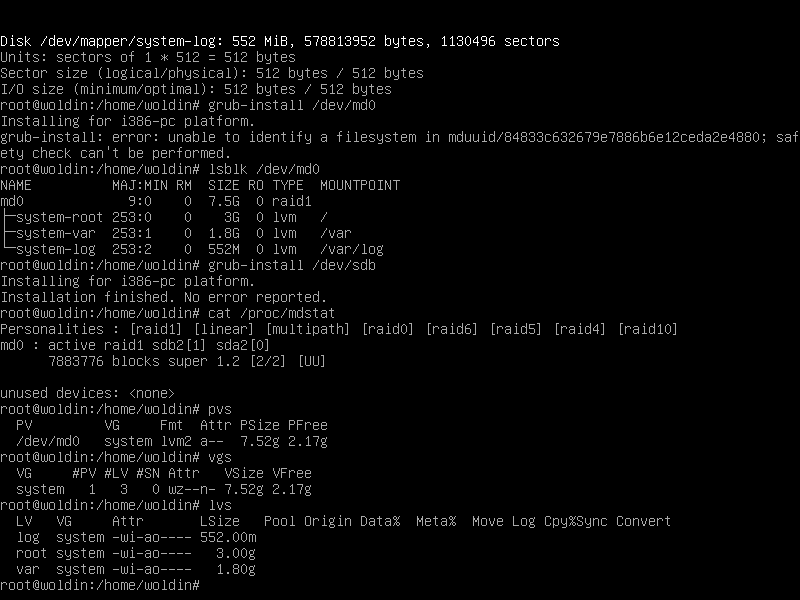 Disk /dev/mapper/system-log: 552 MiB, 578813952 bytes, 1130496 sectors
Units: sectors of 1 * 512 = 512 bytes
Sector size (logical/physical): 512 bytes / 512 bytes
I/O size (minimum/optimal): 512 bytes / 512 bytes
root@woldin:/home/woldin# grub-install /dev/md0
Installing for i386-pc platform.
grub-install: error: unable to identify a filesystem in mduuid/84833c632679e7886b6e12ceda2e4880; saf
ety check can't be performed.
root@woldin:/home/woldin# lsblk /dev/md0
NAME          MAJ:MIN RM  SIZE RO TYPE  MOUNTPOINT
md0             9:0    0  7.5G  0 raid1
├─system-root 253:0    0    3G  0 lvm   /
├─system-var  253:1    0  1.8G  0 lvm   /var
└─system-log  253:2    0  552M  0 lvm   /var/log
root@woldin:/home/woldin# grub-install /dev/sdb
Installing for i386-pc platform.
Installation finished. No error reported.
root@woldin:/home/woldin# cat /proc/mdstat
Personalities : [raid1] [linear] [multipath] [raid0] [raid6] [raid5] [raid4] [raid10]
md0 : active raid1 sdb2[1] sda2[0]
      7883776 blocks super 1.2 [2/2] [UU]

unused devices: <none>
root@woldin:/home/woldin# pvs
  PV         VG     Fmt  Attr PSize PFree
  /dev/md0   system lvm2 a--  7.52g 2.17g
root@woldin:/home/woldin# vgs
  VG     #PV #LV #SN Attr   VSize VFree
  system   1   3   0 wz--n- 7.52g 2.17g
root@woldin:/home/woldin# lvs
  LV   VG     Attr       LSize   Pool Origin Data%  Meta%  Move Log Cpy%Sync Convert
  log  system -wi-ao---- 552.00m
  root system -wi-ao----   3.00g
  var  system -wi-ao----   1.80g
root@woldin:/home/woldin#